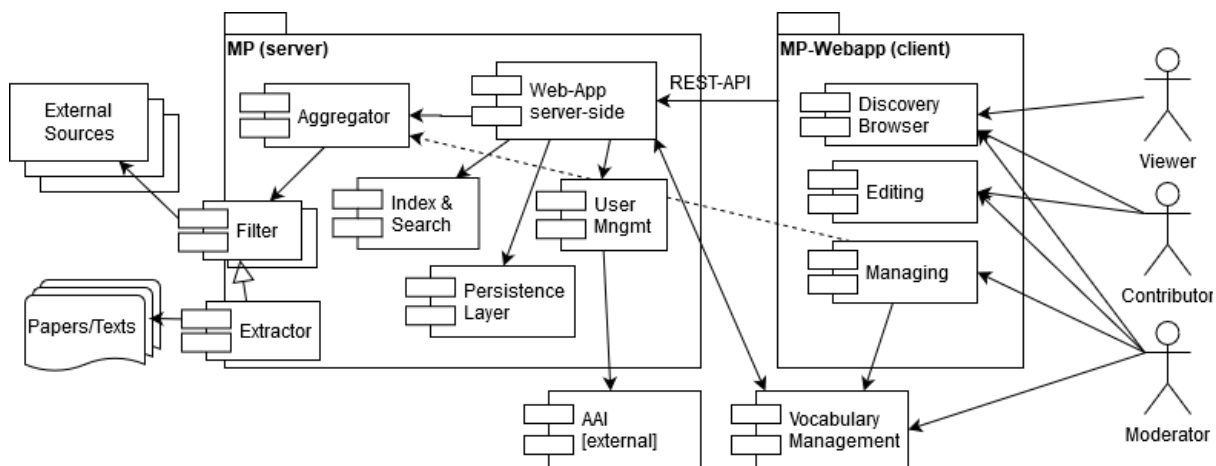 MP (server)
MP-Webapp (client)
External
Sources
Aggregator
Web-App
server-side
REST-API
Discovery
Browser
Viewer
Index &
Search
User
Mngmt
Editing
Filter
Persistence
Layer
Managing
Contributor
Papers/Texts
Extractor
AAI
[external]
Vocabulary
Management
Moderator